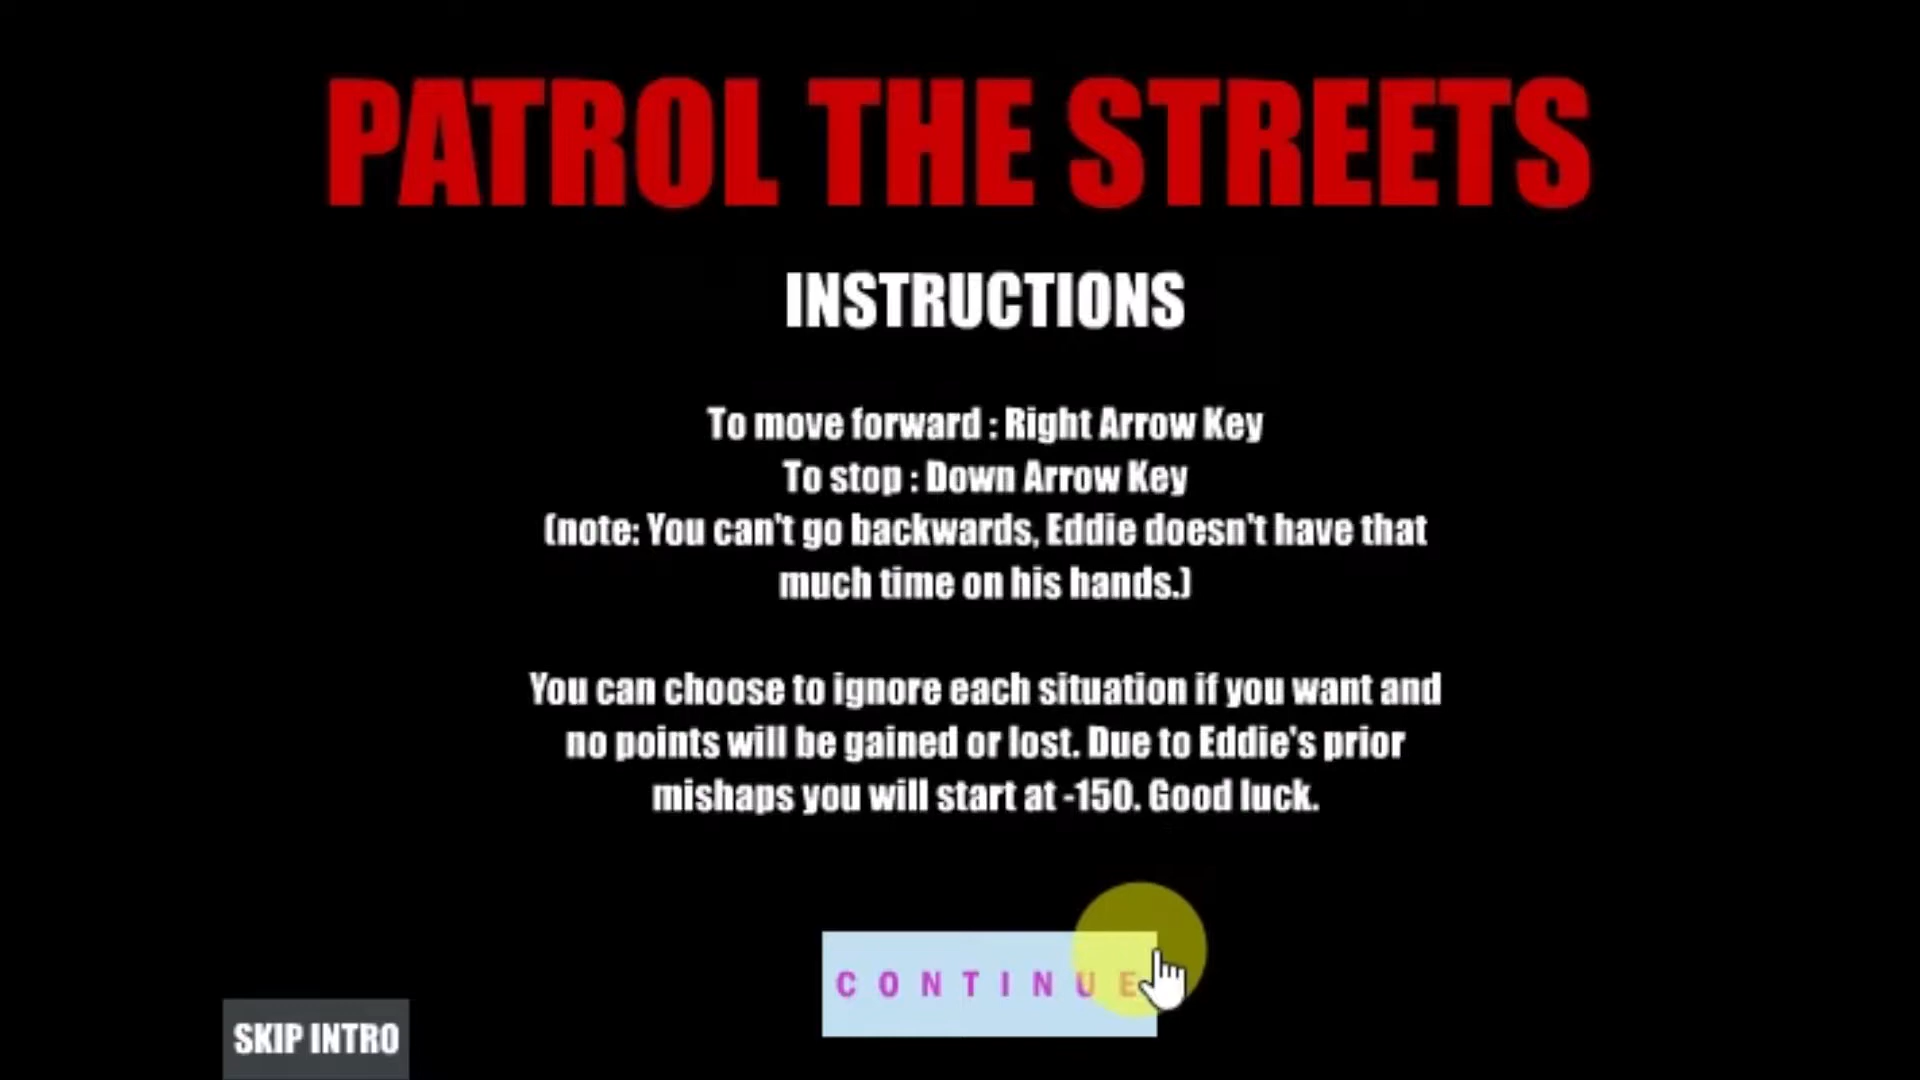 PATROL THE STREETS
INSTRUCTIONS
To move forward : Right Arrow Key
To stop : Down Arrow Key
(note: You can't go backwards, Eddie doesn't have that
much time on his hands.)
You can choose to ignore each situation if you want and
no points will be gained or lost. Due to Eddie's prior
mishaps you will start at -150. Good luck.
CONTINUE
SKIP INTRO